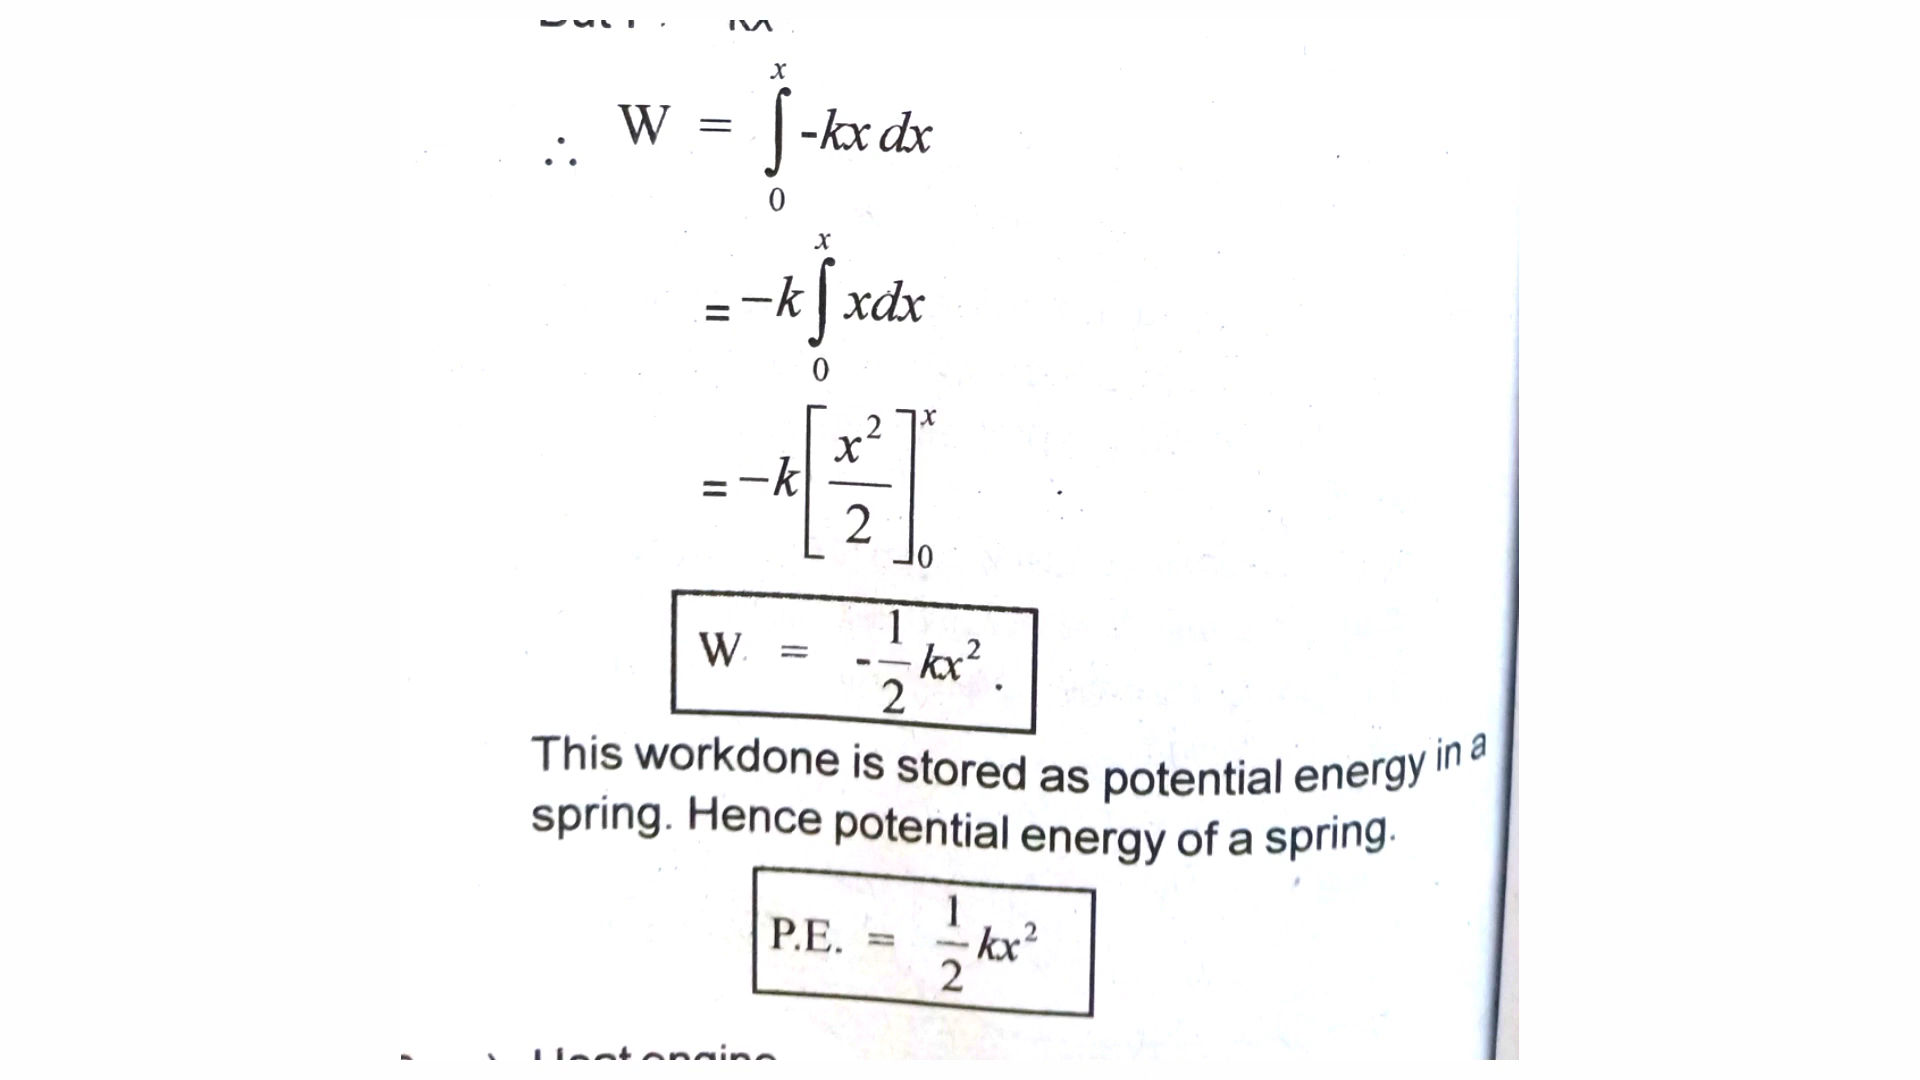 ∴ W = ∫₀ˣ -kx dx
= −k ∫₀ˣ xdx
= −k [x²/2]₀ˣ
W = -1/2 kx².
This workdone is stored as potential energy in a
spring. Hence potential energy of a spring.
P.E. = 1/2 kx²